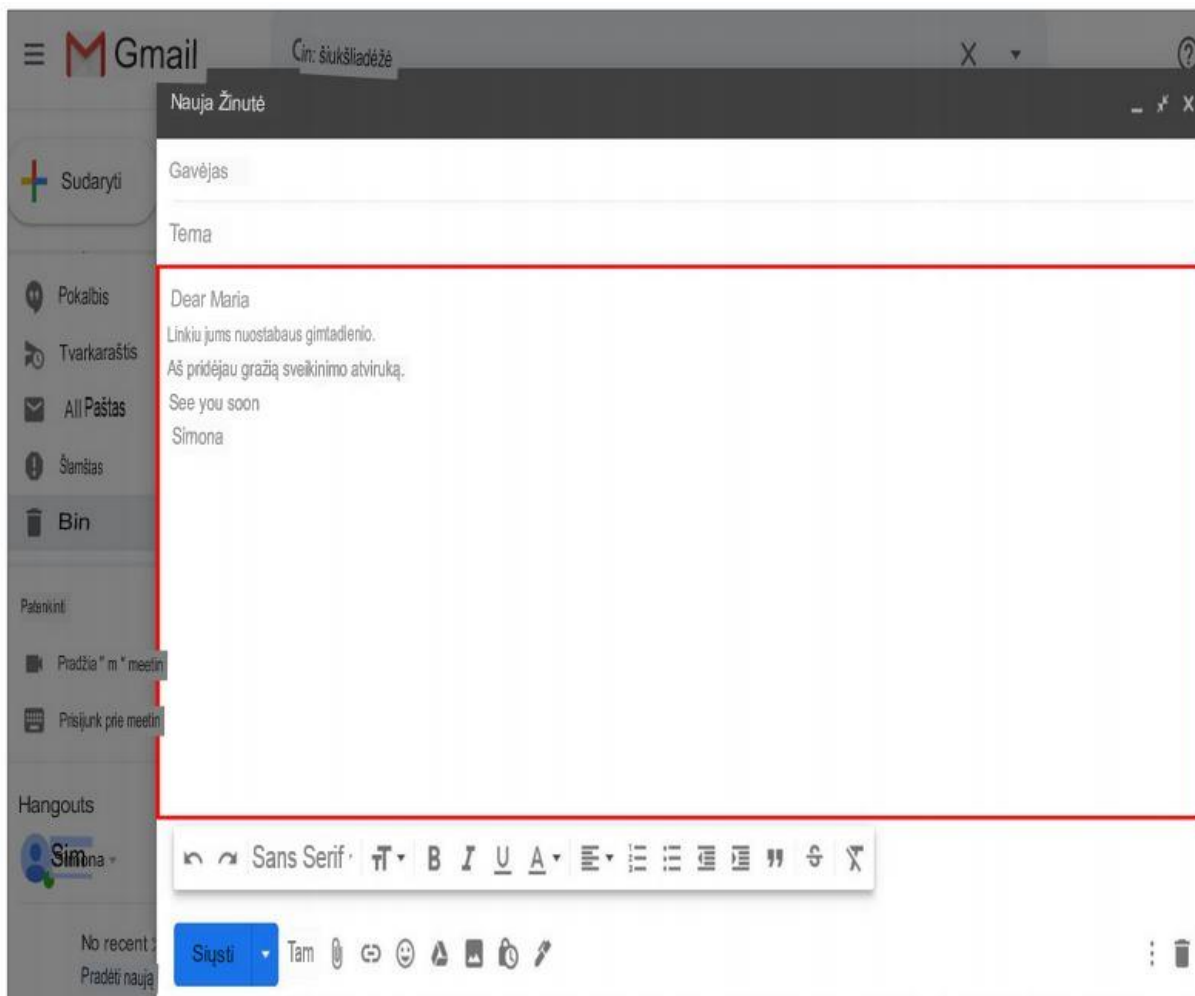 Gmail
in: šiukšliadėžė
Nauja Žinutė
Gavėjas
Sudaryti
Tema
Pokalbis
Tvarkaraštis
All Paštas
Šlamštas
Bin
Dear Maria
Linkiu jums nuostabaus gimtadienio.
Aš pridėjau gražią sveikinimo atviruką.
See you soon
Simona
Patenkinti
Pradžia " m " meetin
Prisijunk prie meetin
Hangouts
Sim
Sans Serif
No recent
Pradėti naują
Siųsti
Tam